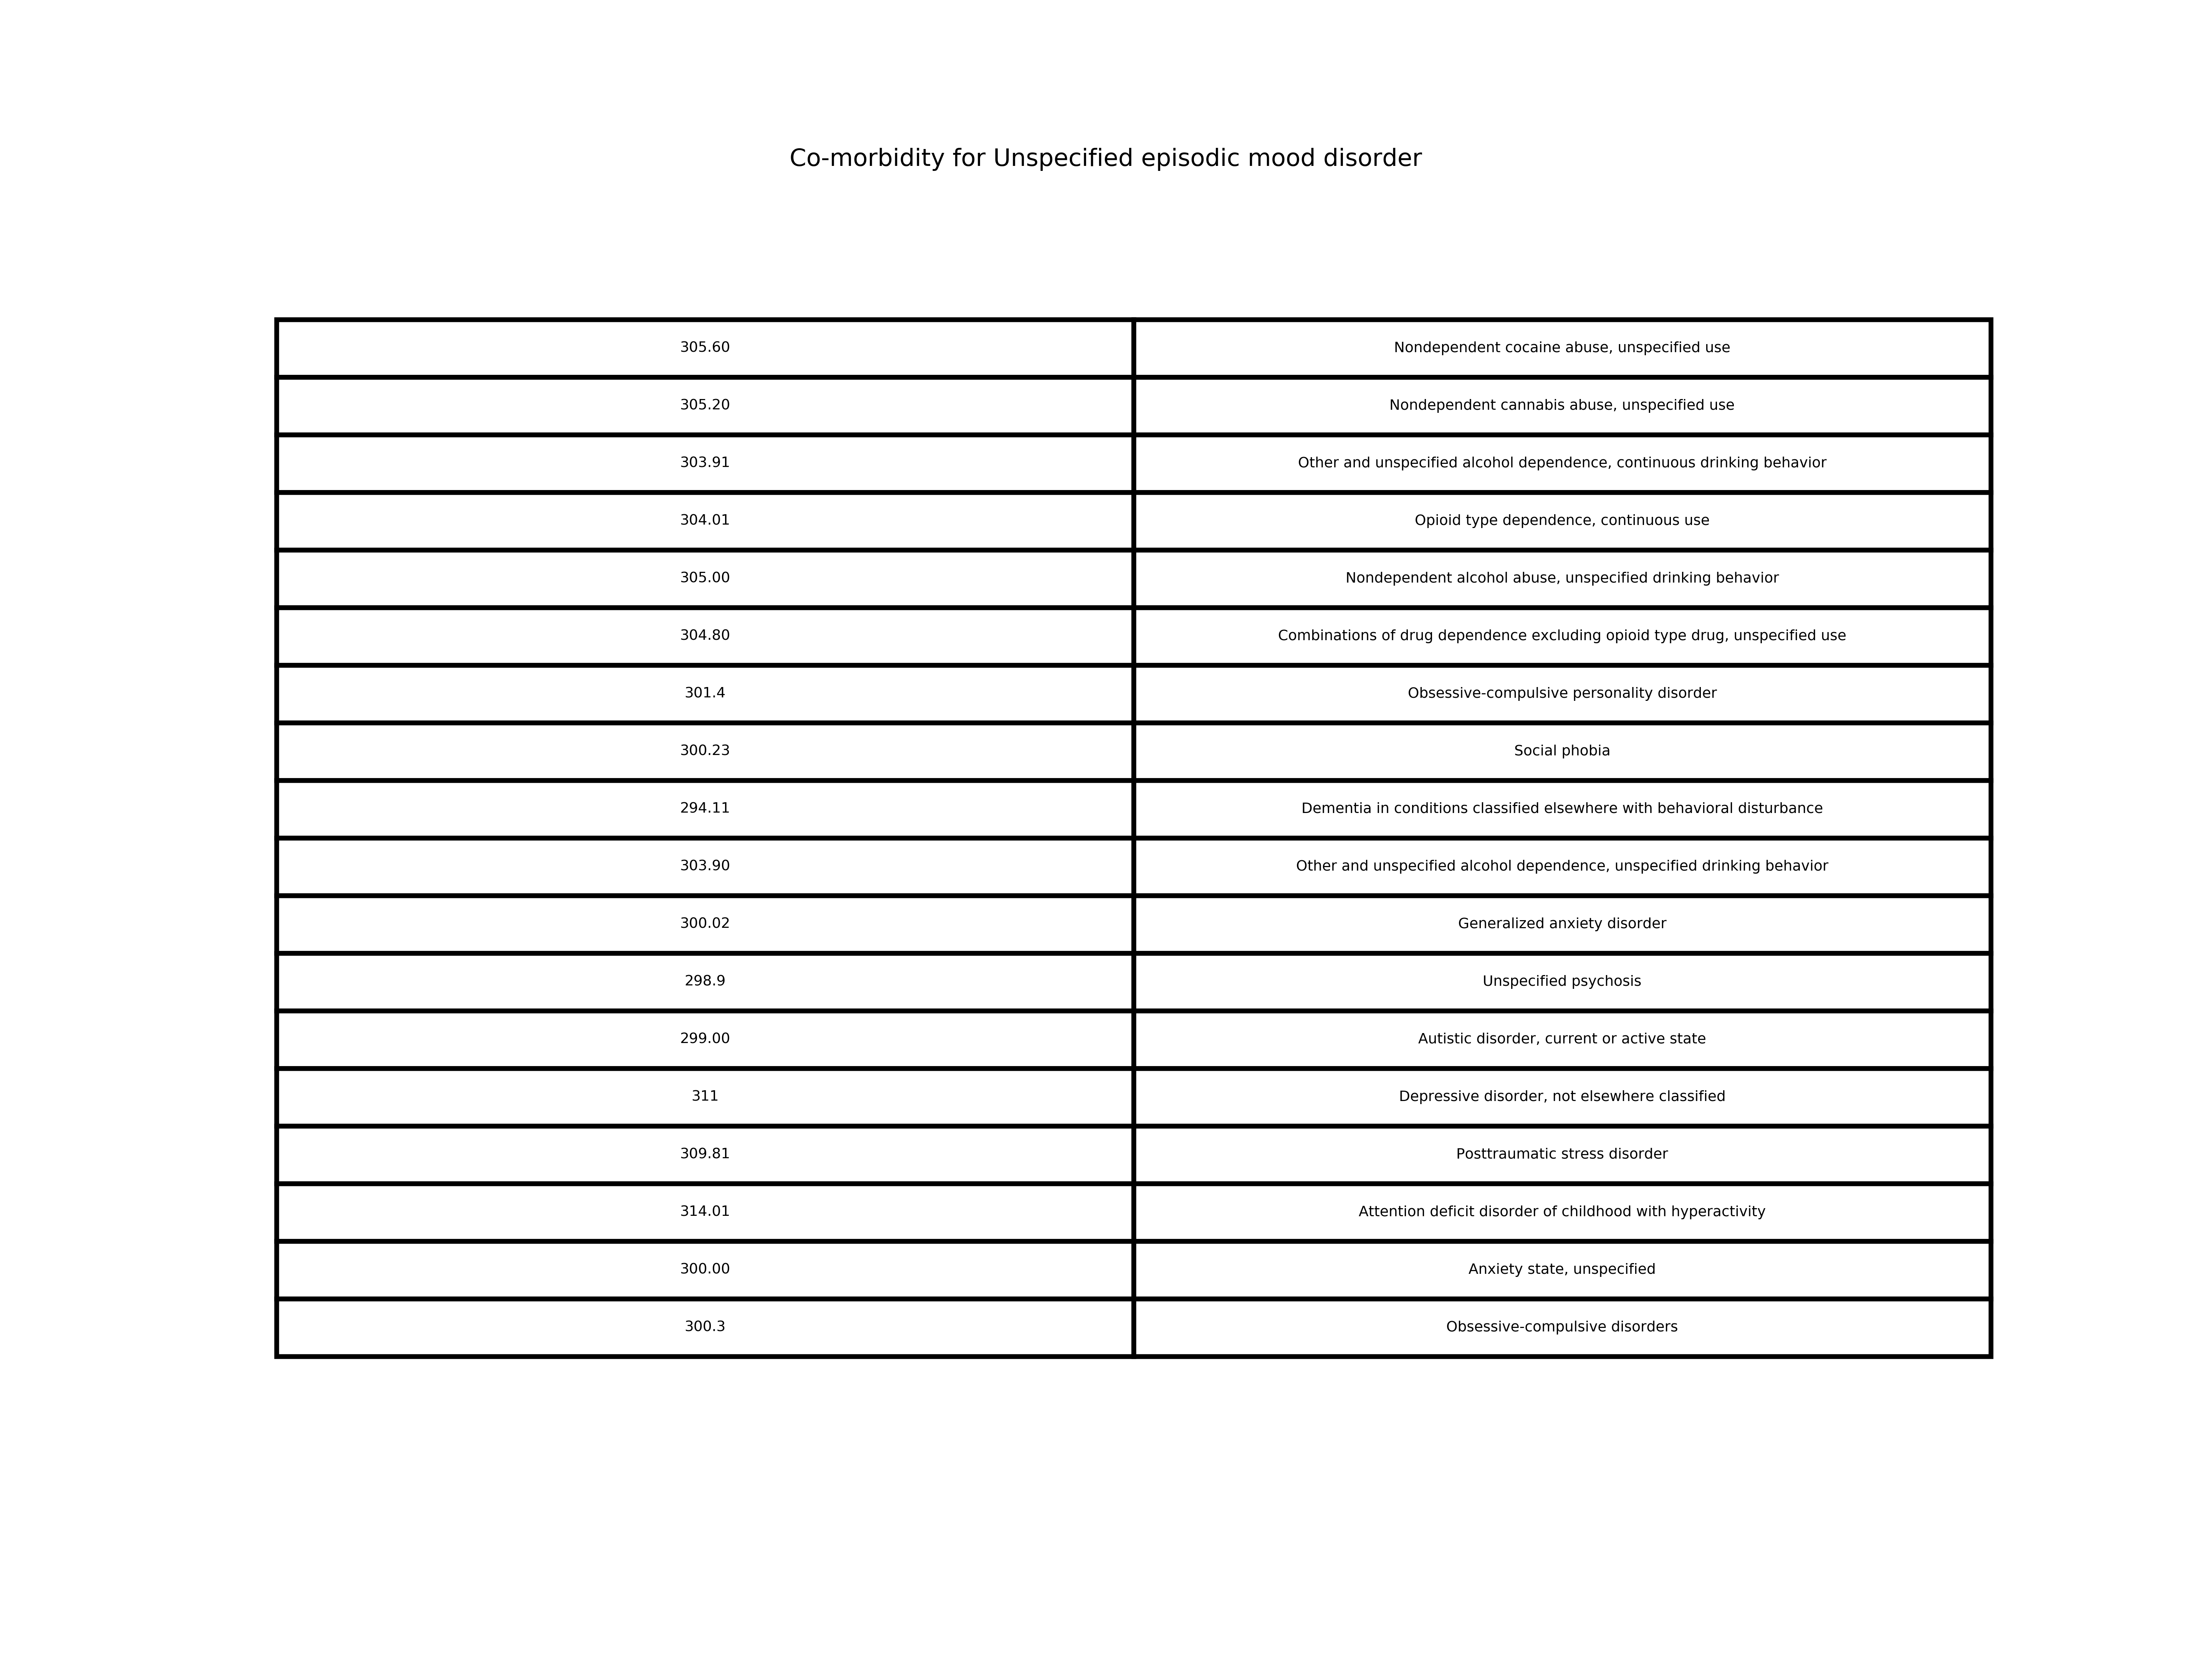 Co-morbidity for Unspecified episodic mood disorder
305.60 Nondependent cocaine abuse, unspecified use
305.20 Nondependent cannabis abuse, unspecified use
303.91 Other and unspecified alcohol dependence, continuous drinking behavior
304.01 Opioid type dependence, continuous use
305.00 Nondependent alcohol abuse, unspecified drinking behavior
304.80 Combinations of drug dependence excluding opioid type drug, unspecified use
301.4 Obsessive-compulsive personality disorder
300.23 Social phobia
294.11 Dementia in conditions classified elsewhere with behavioral disturbance
303.90 Other and unspecified alcohol dependence, unspecified drinking behavior
300.02 Generalized anxiety disorder
298.9 Unspecified psychosis
299.00 Autistic disorder, current or active state
311 Depressive disorder, not elsewhere classified
309.81 Posttraumatic stress disorder
314.01 Attention deficit disorder of childhood with hyperactivity
300.00 Anxiety state, unspecified
300.3 Obsessive-compulsive disorders